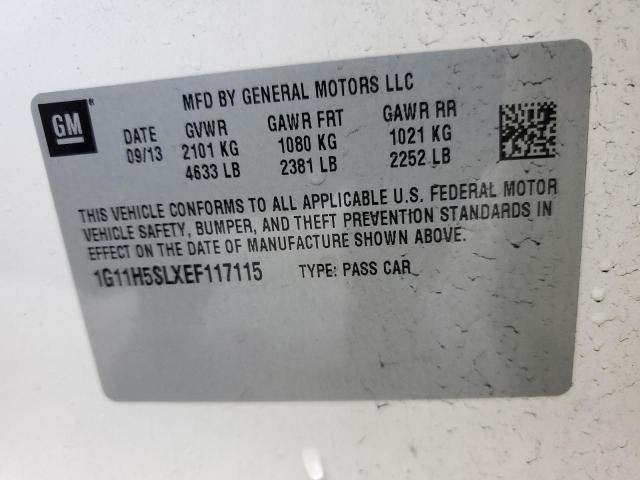 GM
MFD BY GENERAL MOTORS LLC
DATE GVWR GAWR FRT GAWR RR
09/13 2101 KG 1080 KG 1021 KG
4633 LB 2381 LB 2252 LB
THIS VEHICLE CONFORMS TO ALL APPLICABLE U.S. FEDERAL MOTOR
VEHICLE SAFETY, BUMPER, AND THEFT PREVENTION STANDARDS IN
EFFECT ON THE DATE OF MANUFACTURE SHOWN ABOVE.
1G11H5SLXEF117115 TYPE: PASS CAR